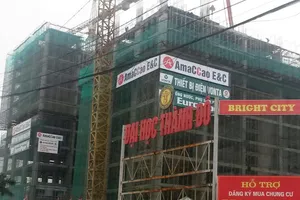 AmaCCao E&C
AmaCCao E&C
THIẾT BỊ ĐIỆN VONTA
Euro
ĐẠI HỌC THÀNH ĐÔ
BRIGHT CITY
HỖ TRỢ
ĐĂNG KÝ MUA CHUNG CƯ